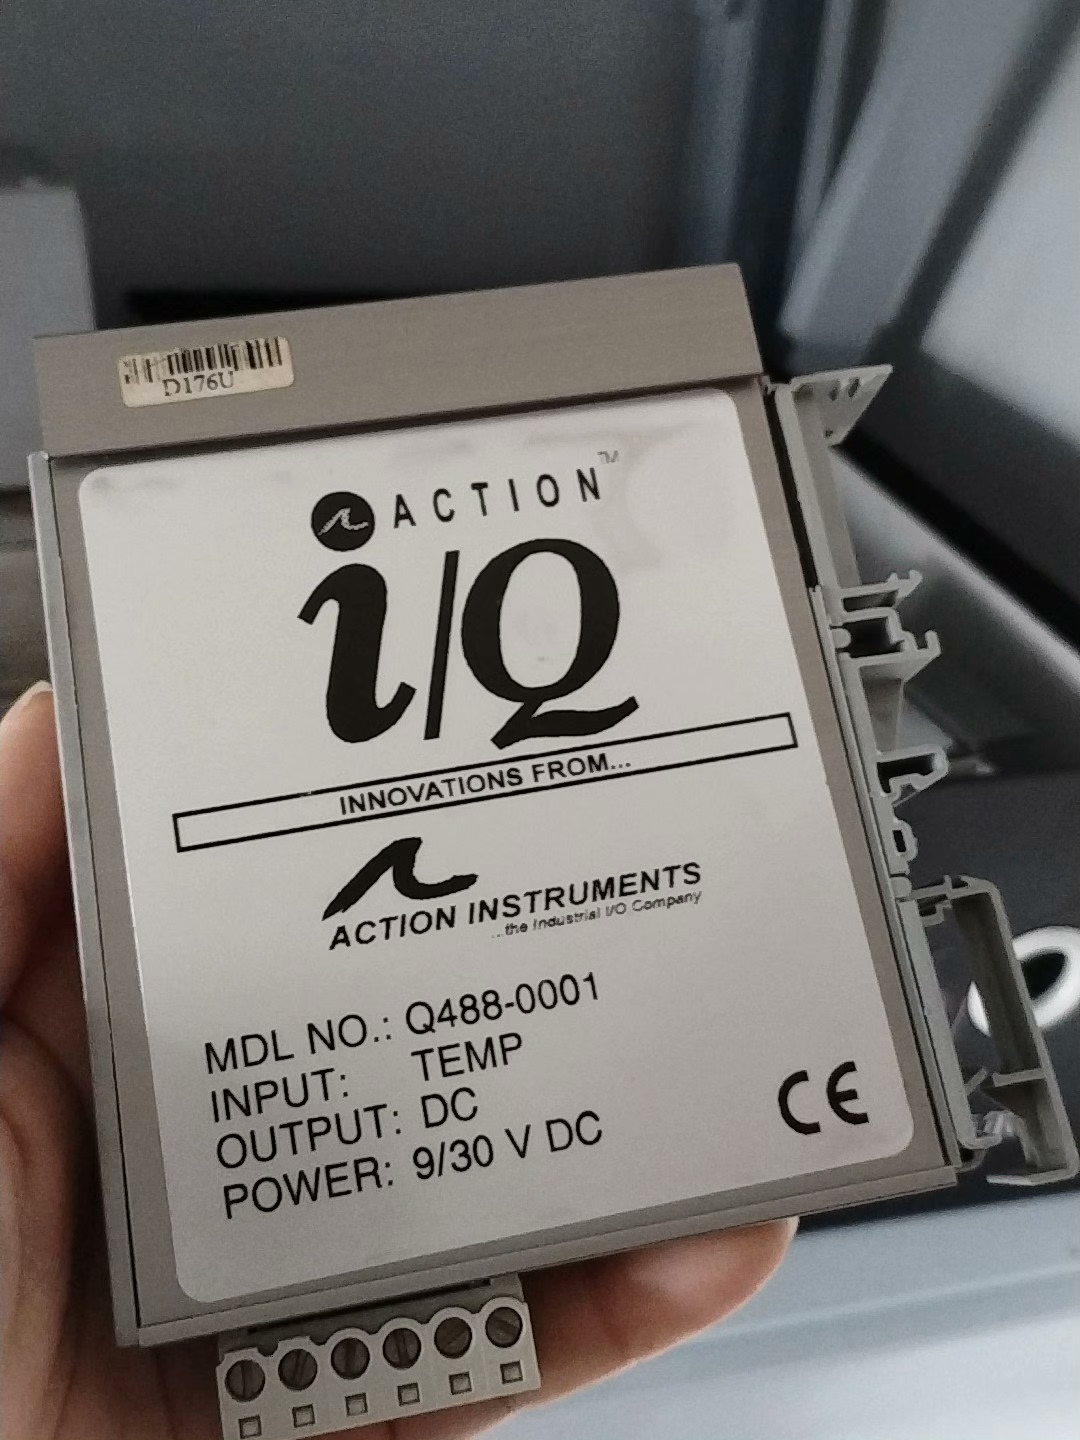 D176U
ACTION™
i/Q
INNOVATIONS FROM...
ACTION INSTRUMENTS
...the Industrial I/O Company
MDL NO.: Q488-0001
INPUT: TEMP
OUTPUT: DC
POWER: 9/30 V DC
CE